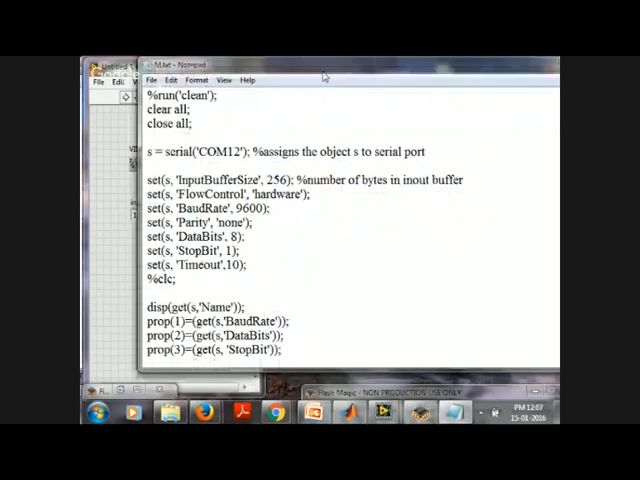 Untitled 1
M.txt - Notepad
File Edit
File Edit Format View Help
%run('clean');
clear all;
close all;
s = serial('COM12'); %assigns the object s to serial port
set(s, 'InputBufferSize', 256); %number of bytes in inout buffer
set(s, 'FlowControl', 'hardware');
set(s, 'BaudRate', 9600);
set(s, 'Parity', 'none');
set(s, 'DataBits', 8);
set(s, 'StopBit', 1);
set(s, 'Timeout',10);
%clc;
disp(get(s,'Name'));
prop(1)=(get(s,'BaudRate'));
prop(2)=(get(s,'DataBits'));
prop(3)=(get(s, 'StopBit'));
Flash Magic - NON PRODUCTION USE ONLY
PM 12:07
15-01-2016